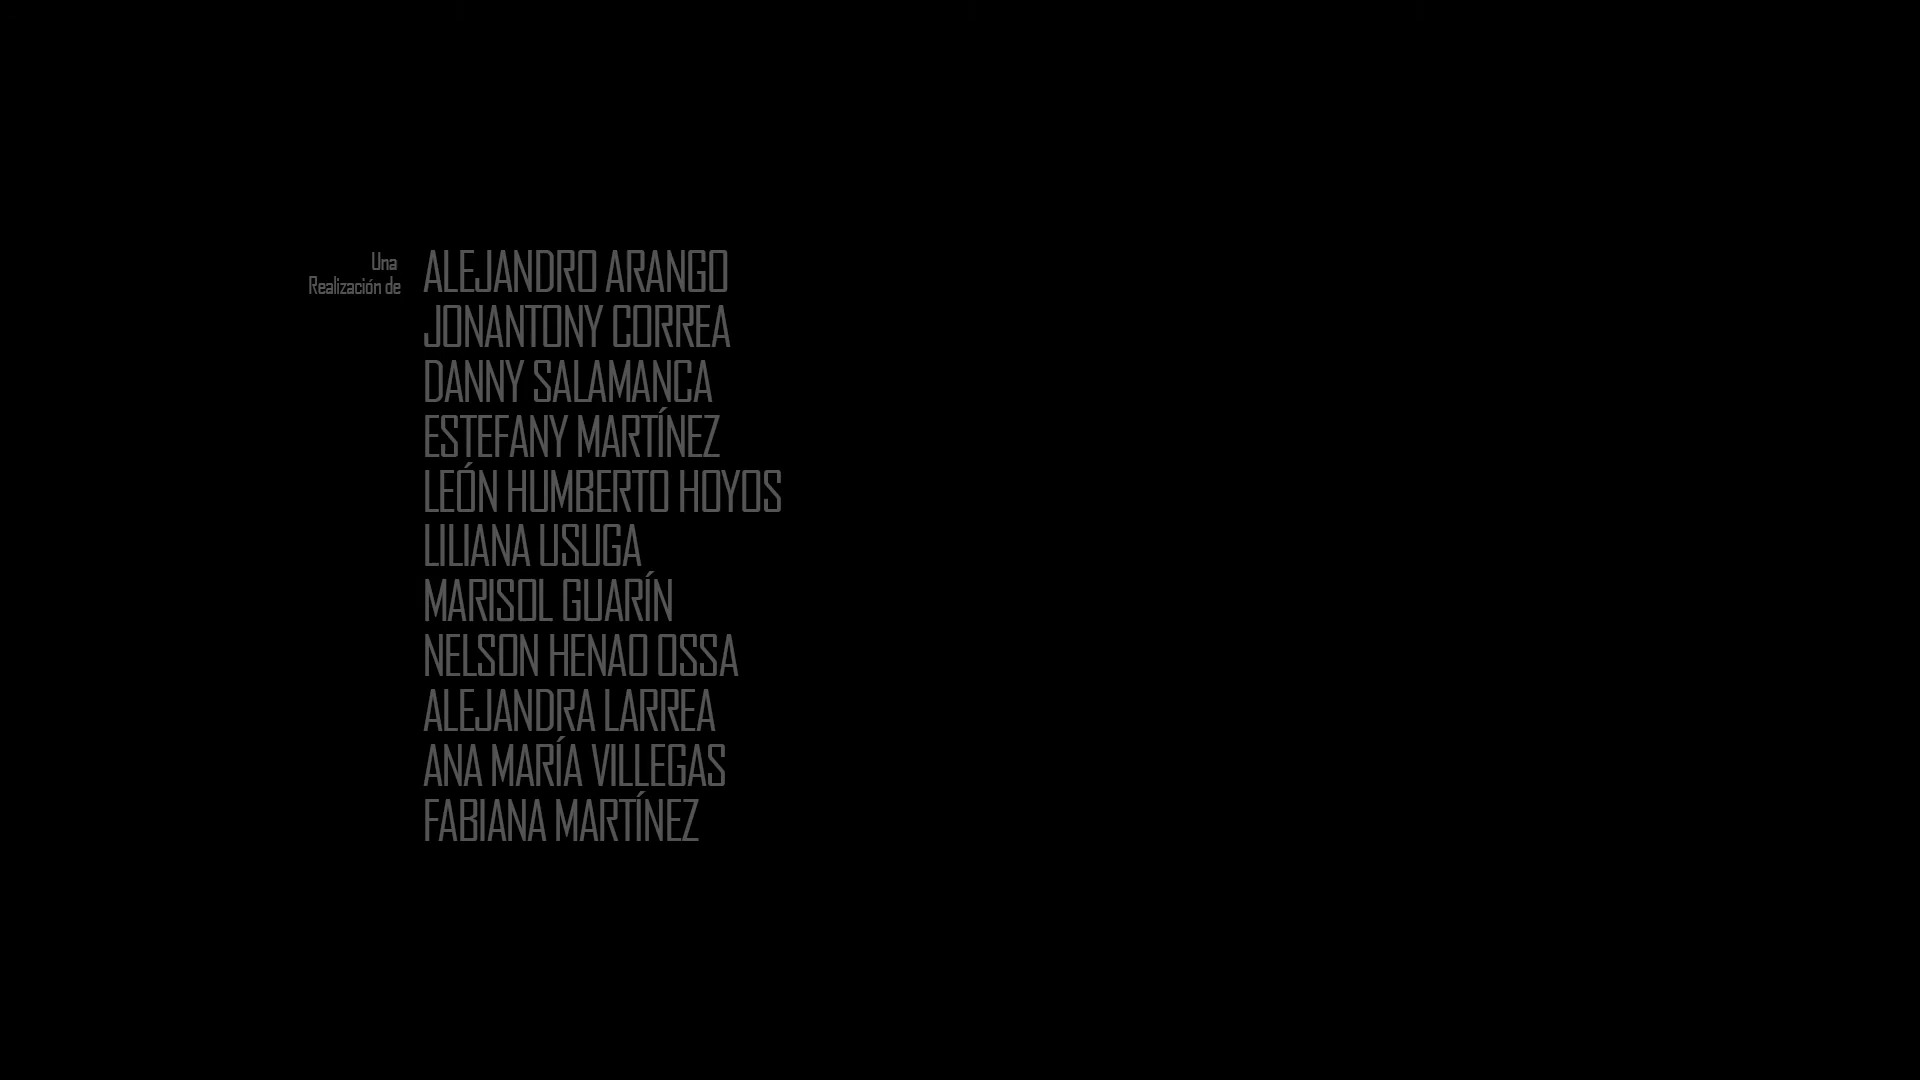 Una
Realización de
ALEJANDRO ARANGO
JONANTONY CORREA
DANNY SALAMANCA
ESTEFANY MARTÍNEZ
LEÓN HUMBERTO HOYOS
LILIANA USUGA
MARISOL GUARÍN
NELSON HENAO OSSA
ALEJANDRA LARREA
ANA MARÍA VILLEGAS
FABIANA MARTÍNEZ